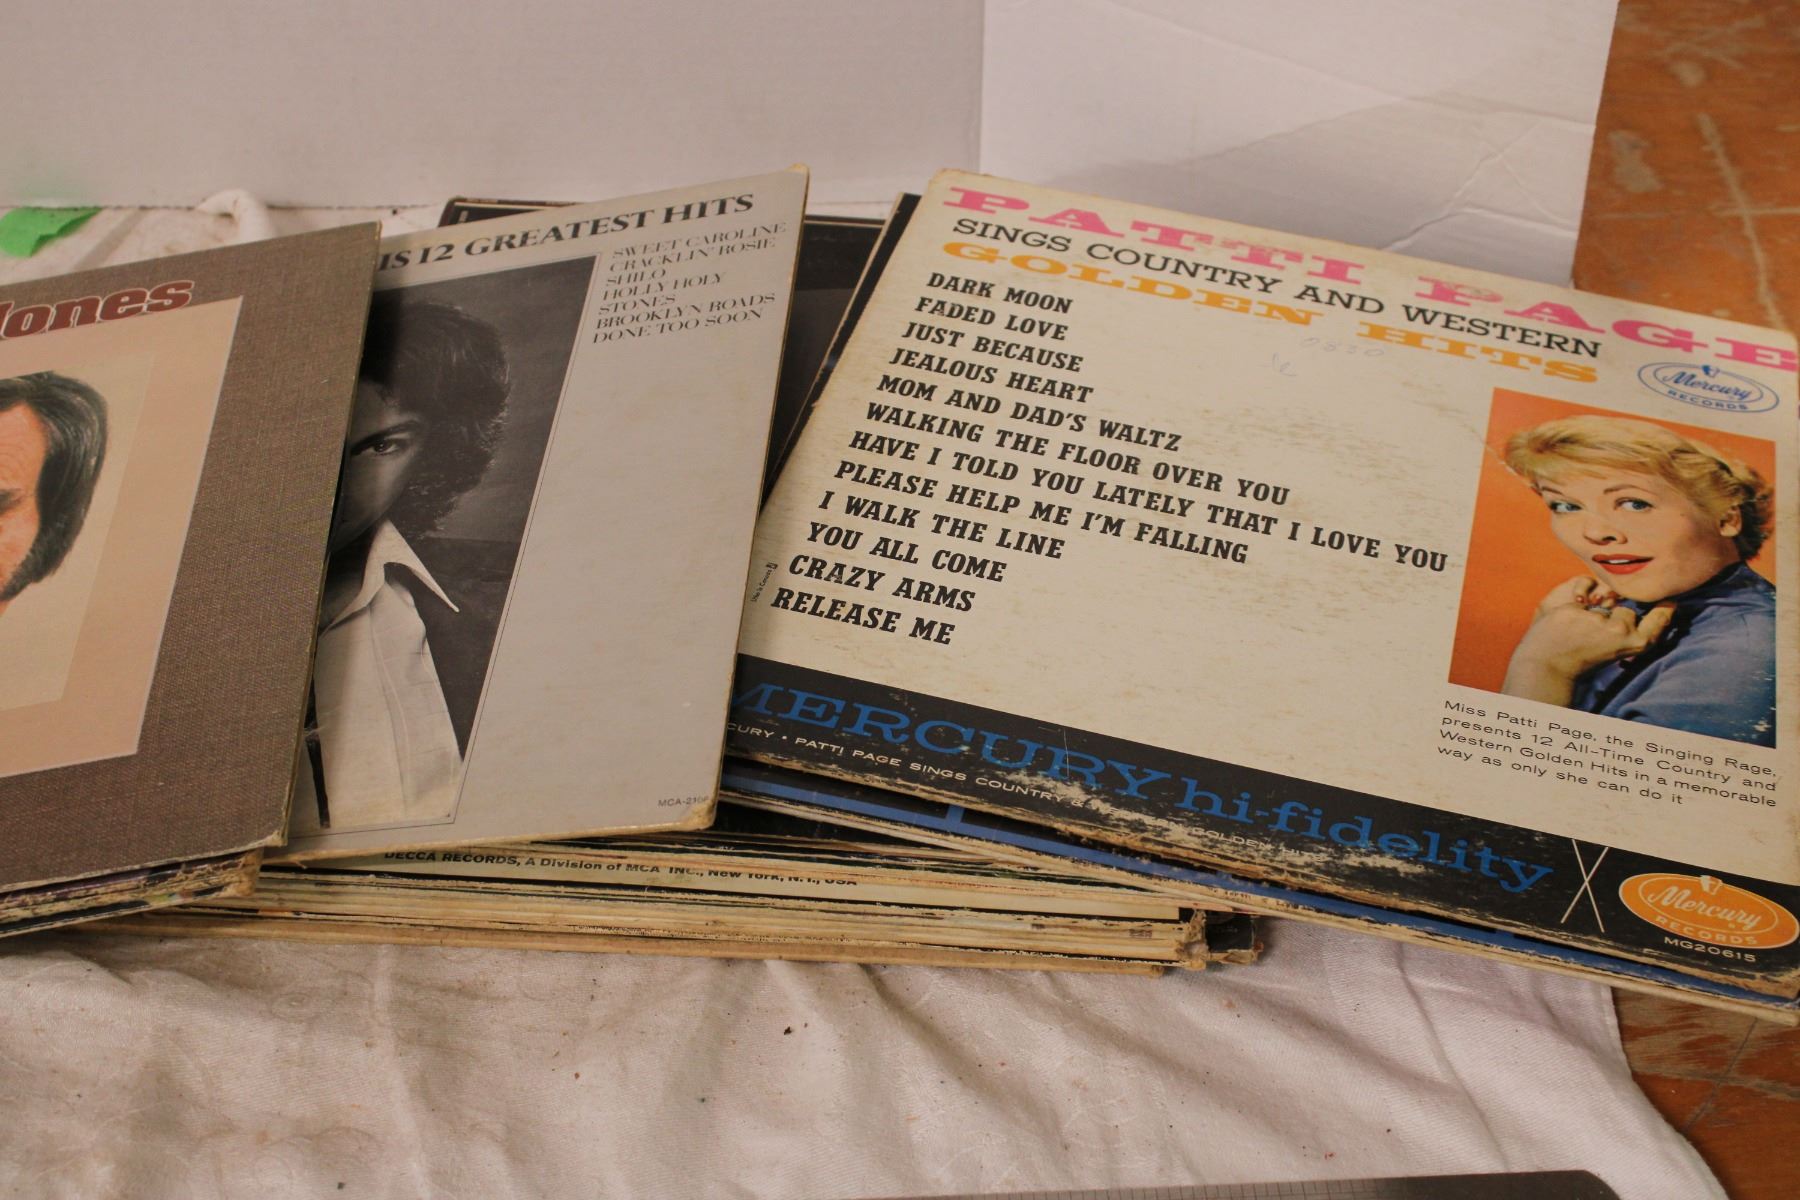 Jones
IS 12 GREATEST HITS
SWEET CAROLINE
CRACKLIN' ROSIE
SHILO
HOLLY HOLY
STONES
BROOKLYN ROADS
DONE TOO SOON
MCA-2106
DECCA RECORDS, A Division of MCA INC., New York, N.Y., USA
PATTI PAGE
SINGS COUNTRY AND WESTERN
GOLDEN HITS
DARK MOON
FADED LOVE
JUST BECAUSE
JEALOUS HEART
MOM AND DAD'S WALTZ
WALKING THE FLOOR OVER YOU
HAVE I TOLD YOU LATELY THAT I LOVE YOU
PLEASE HELP ME I'M FALLING
I WALK THE LINE
YOU ALL COME
CRAZY ARMS
RELEASE ME
0830
Mercury
RECORDS
Miss Patti Page, the Singing Rage,
presents 12 All-Time Country and
Western Golden Hits in a memorable
way as only she can do it
MERCURY hi-fidelity
CURY • PATTI PAGE SINGS COUNTRY & WESTERN GOLDEN HITS
Mercury
RECORDS
MG20615